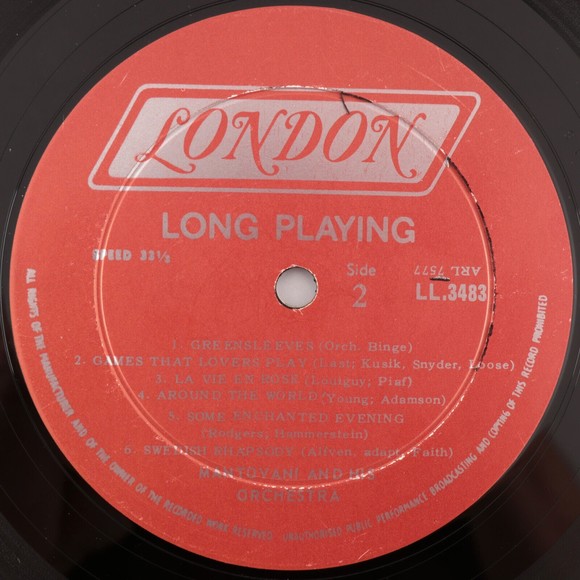 LONDON
LONG PLAYING
SPEED 33⅓
Side
2
ARL 7577
LL.3483
1. GREENSLEEVES (Orch. Binge)
2. GAMES THAT LOVERS PLAY (Last; Kusik, Snyder, Loose)
3. LA VIE EN ROSE (Louiguy; Piaf)
4. AROUND THE WORLD (Young; Adamson)
5. SOME ENCHANTED EVENING
(Rodgers; Hammerstein)
6. SWEDISH RHAPSODY (Alfven, adapt. Faith)
MANTOVANI AND HIS
ORCHESTRA
ALL RIGHTS OF THE MANUFACTURER AND OF THE OWNER OF THE RECORDED WORK RESERVED UNAUTHORISED PUBLIC PERFORMANCE BROADCASTING AND COPYING OF THIS RECORD PROHIBITED